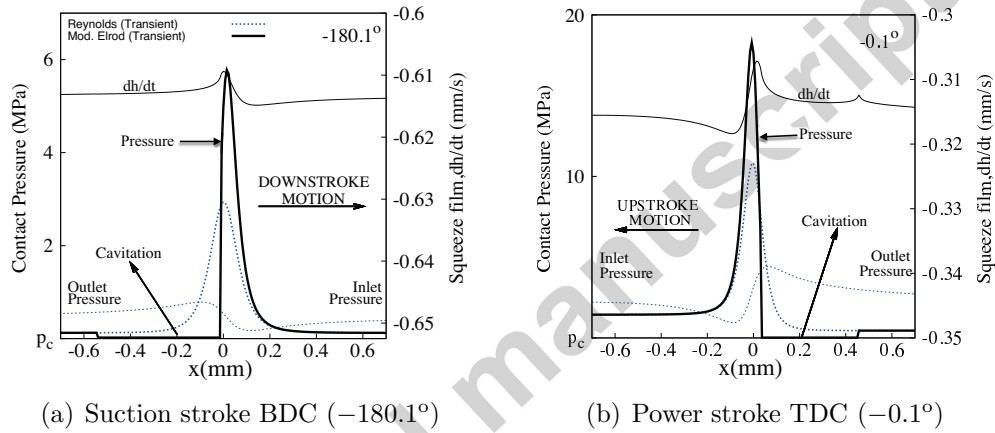 Reynolds (Transient)
Mod. Elrod (Transient)
-180.1°
dh/dt
Pressure
DOWNSTROKE
MOTION
Cavitation
Outlet
Pressure
Inlet
Pressure
Contact Pressure (MPa)
6
4
2
p_c
-0.6 -0.4 -0.2 0 0.2 0.4 0.6
x(mm)
-0.6
-0.61
-0.62
-0.63
-0.64
-0.65
Squeeze film,dh/dt (mm/s)
(a) Suction stroke BDC (−180.1°)
-0.1°
dh/dt
Pressure
UPSTROKE
MOTION
Cavitation
Inlet
Pressure
Outlet
Pressure
Contact Pressure (MPa)
20
10
p_c
-0.6 -0.4 -0.2 0 0.2 0.4 0.6
x(mm)
-0.3
-0.31
-0.32
-0.33
-0.34
-0.35
Squeeze film,dh/dt (mm/s)
(b) Power stroke TDC (−0.1°)
manuscript